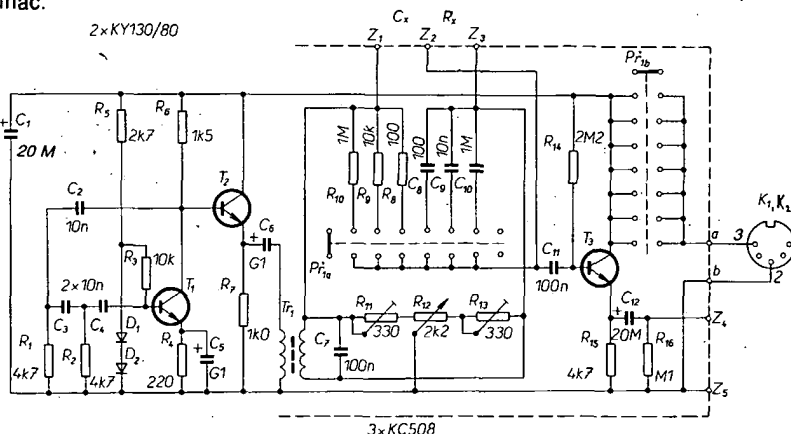 2×KY130/80
Cx Rx
Z1 Z2 Z3
Př1b
+ C1
20 M
R5
2k7
R6
1k5
T2
C2
10n
C6
+
G1
R3
10k
T1
2×10n
C3 C4
R7
1k0
Tr1
R1
4k7
R2
4k7
D1
D2
R4
220
+
C5
G1
1M
R10
10k
R9
100
R8
100
C8
10n
C9
1M
C10
Př1a
R11
330
R12
2k2
R13
330
C7
100n
R14
2M2
C11
100n
T3
+ C12
20M
R15
4k7
R16
M1
a
3
b
2
K1, K2
Z4
Z5
3×KC508